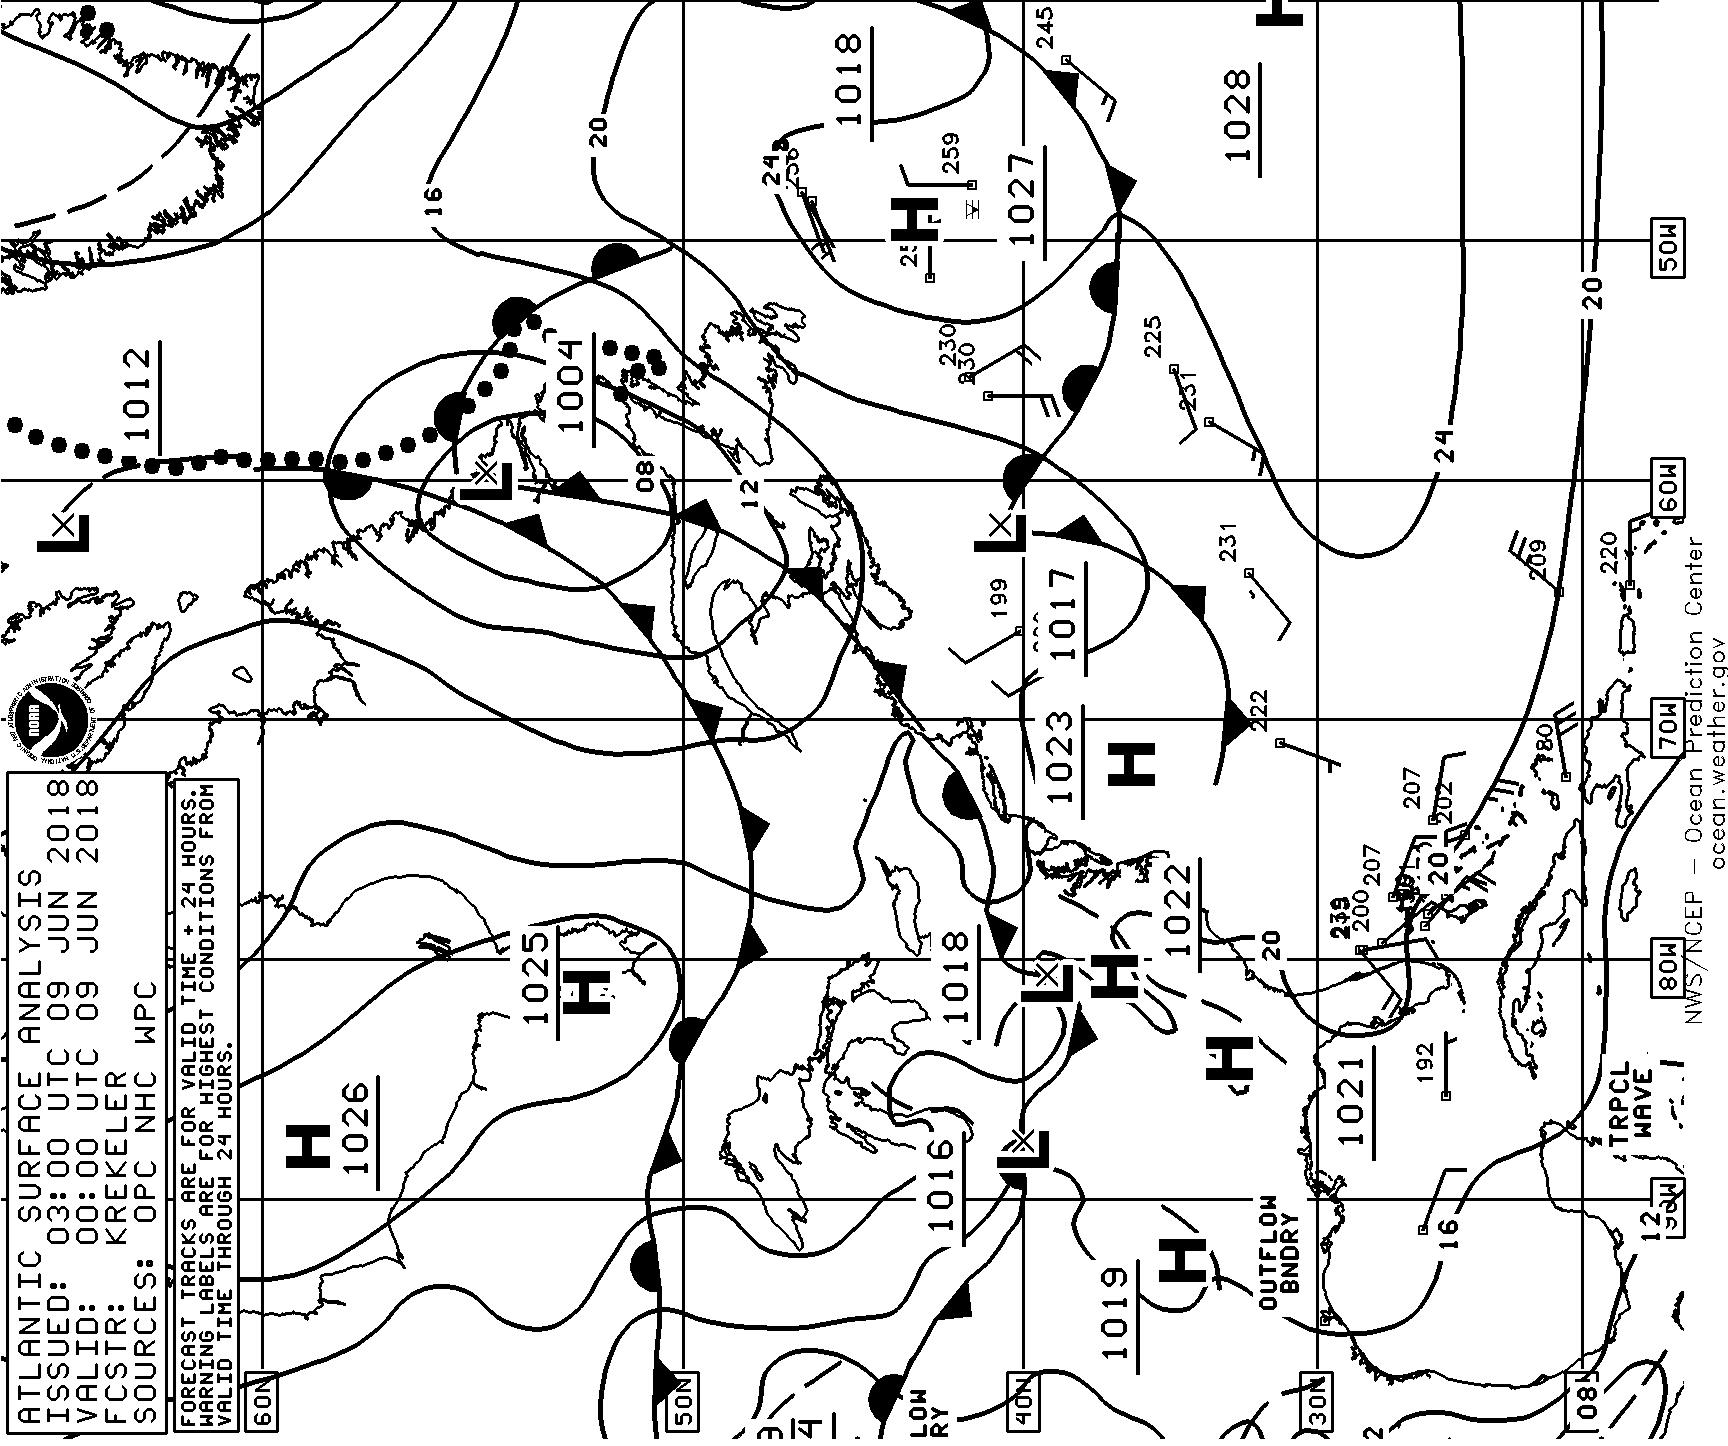 ATLANTIC SURFACE ANALYSIS
ISSUED: 03:00 UTC 09 JUN 2018
VALID: 00:00 UTC 09 JUN 2018
FCSTR: KREKELER
SOURCES: OPC NHC WPC
FORECAST TRACKS ARE FOR VALID TIME + 24 HOURS.
WARNING LABELS ARE FOR HIGHEST CONDITIONS FROM
VALID TIME THROUGH 24 HOURS.
NOAA
60N
50N
40N
30N
50W
60W
70W
80W
L
1012
H
1026
1025
H
L
1004
16
20
08
12
1018
24
259
H
1027
245
H
1028
230
225
231
24
20
L
1017
199
231
1023
H
222
209
220
180
207
202
207
20
200
192
1018
L
H
1022
20
H
1021
1016
L
H
1019
OUTFLOW
BNDRY
16
TRPCL
WAVE
12
NWS/NCEP – Ocean Prediction Center
ocean.weather.gov